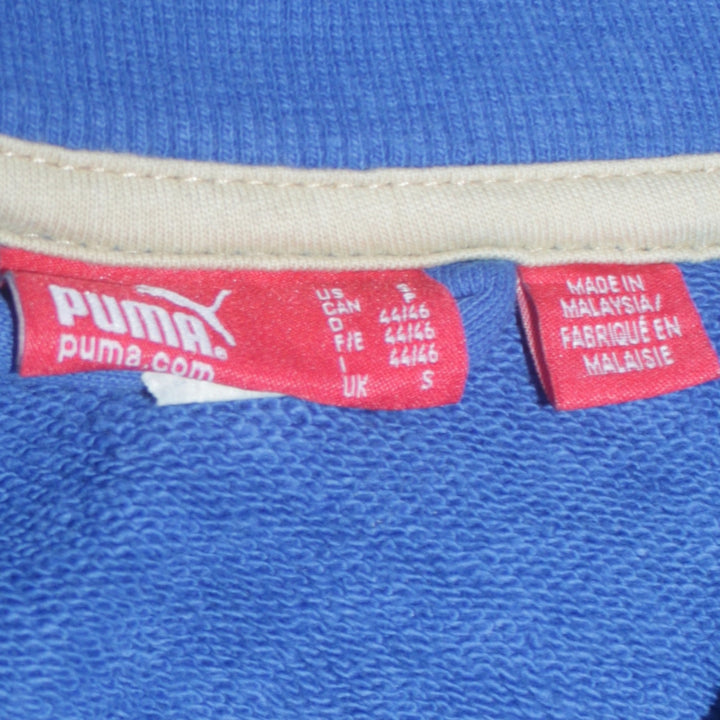 PUMA®
puma.com
US S
CAN P
D 44/46
F/E 44/46
I 44/46
UK S
MADE IN
MALAYSIA/
FABRIQUÉ EN
MALAISIE